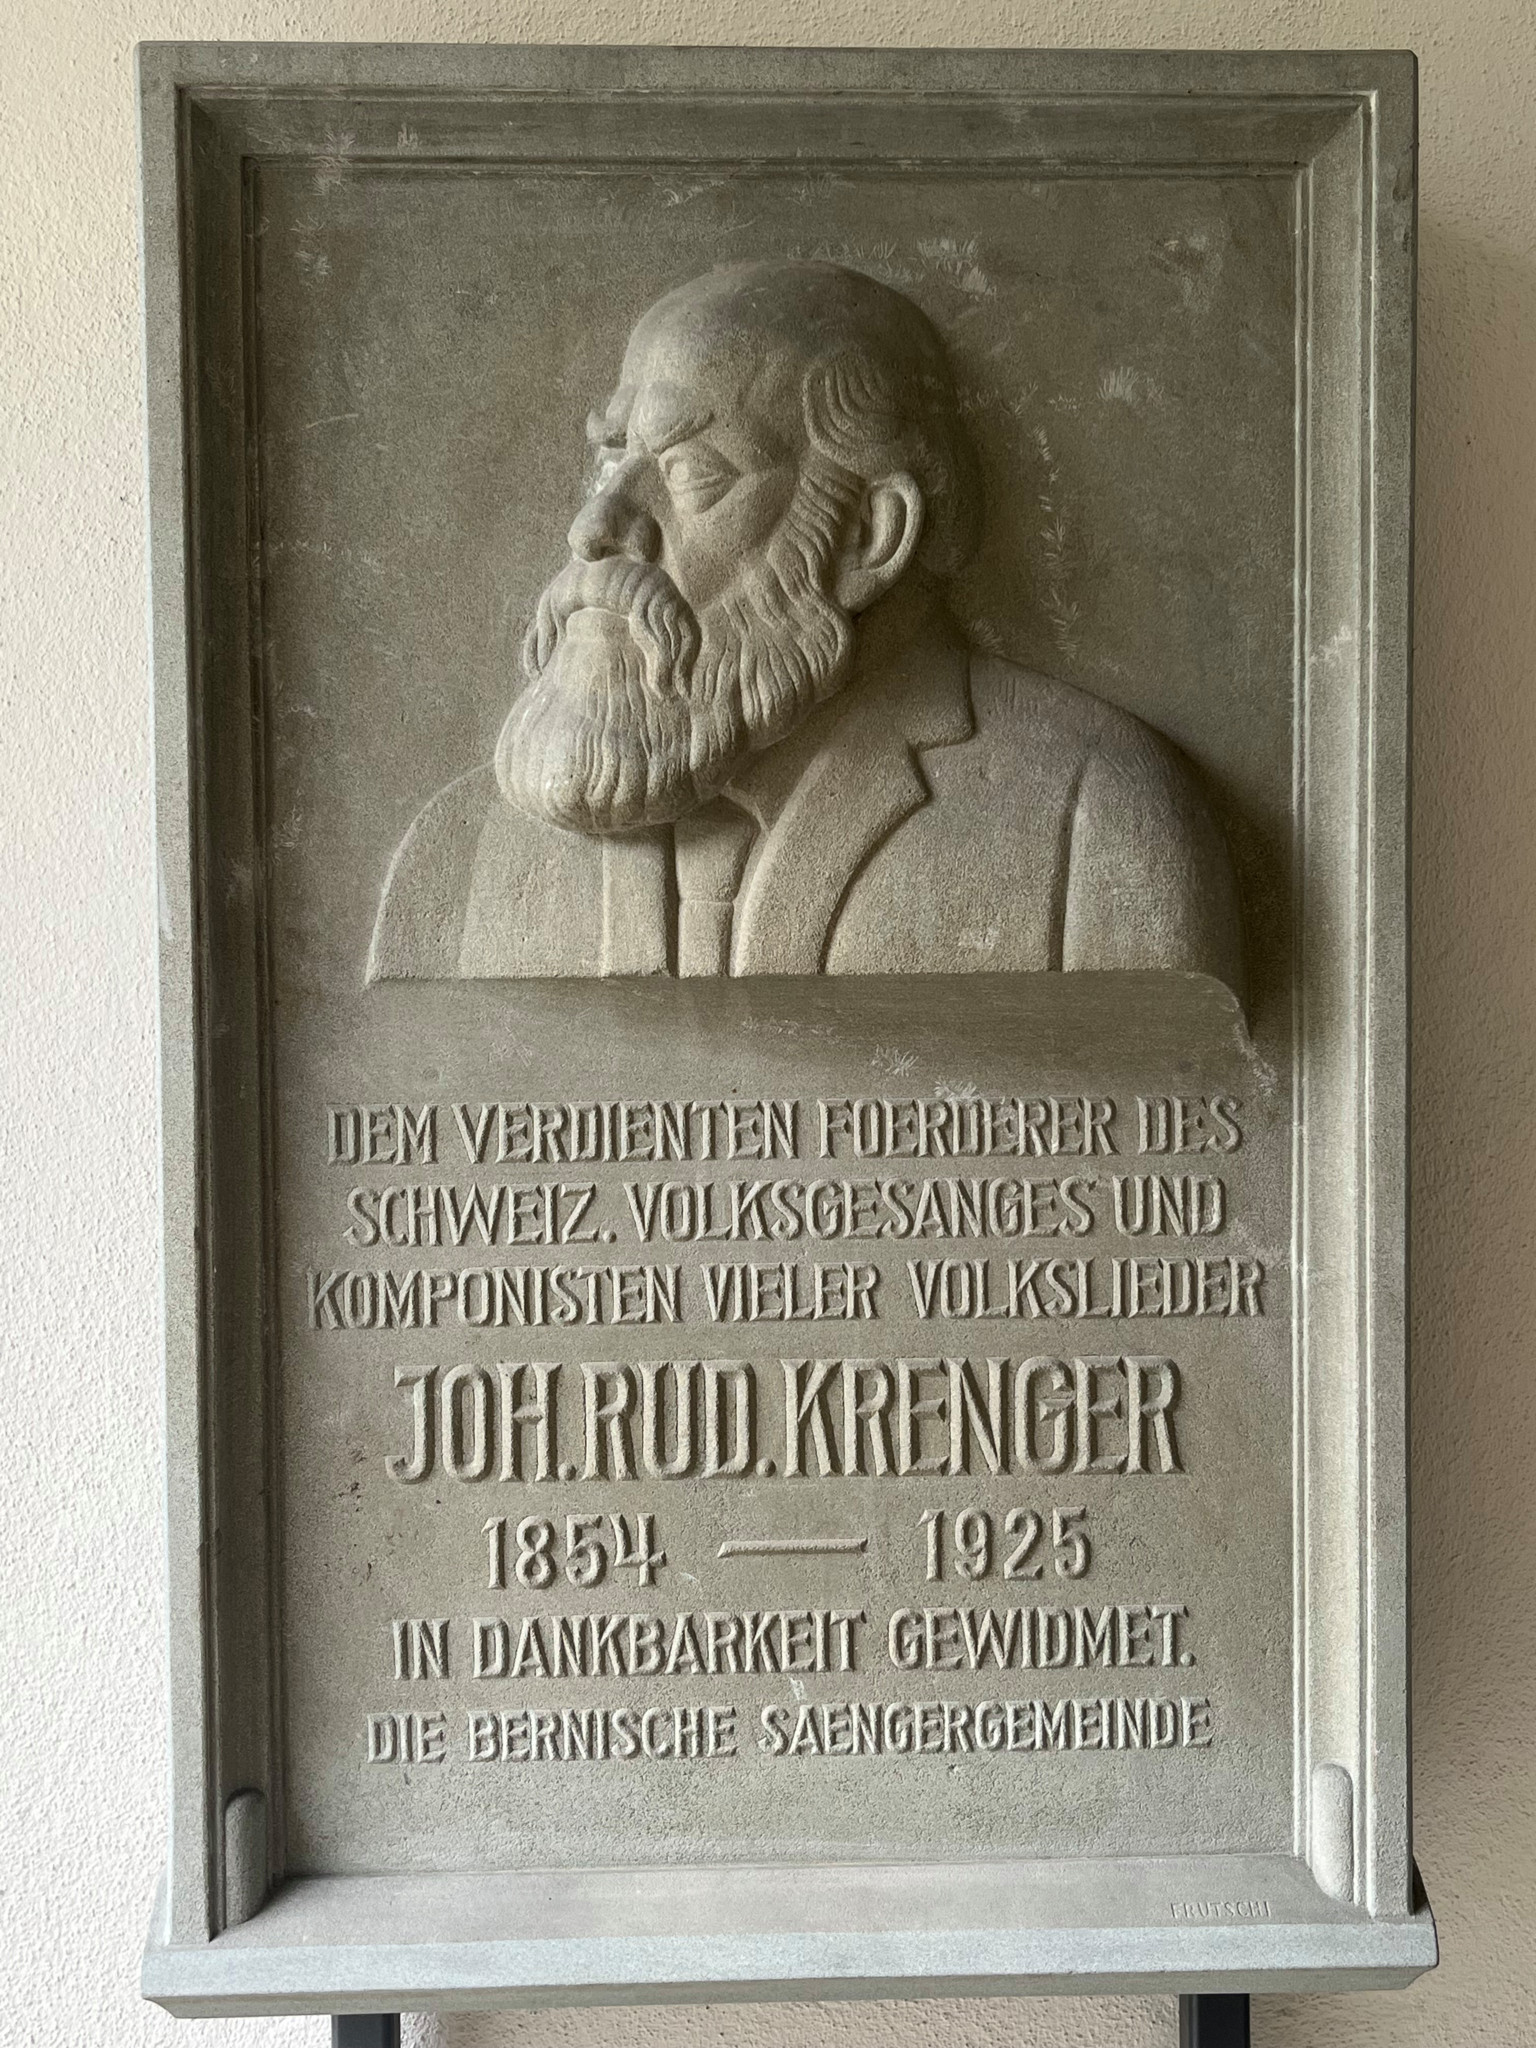 DEM VERDIENTEN FOERDERER DES
SCHWEIZ. VOLKSGESANGES UND
KOMPONISTEN VIELER VOLKSLIEDER
JOH. RUD. KRENGER
1854 — 1925
IN DANKBARKEIT GEWIDMET.
DIE BERNISCHE SAENGERGEMEINDE
FRUTSCHI